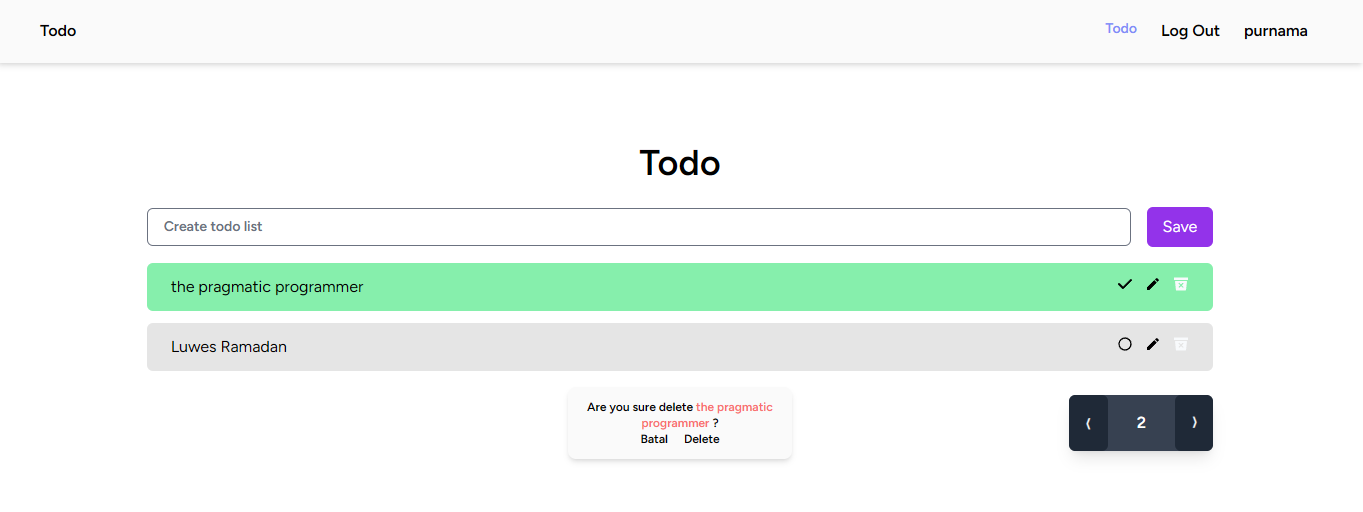 Todo
Todo Log Out purnama
Todo
Create todo list
Save
the pragmatic programmer
Luwes Ramadan
Are you sure delete the pragmatic
programmer ?
Batal Delete
⟨ 2 ⟩